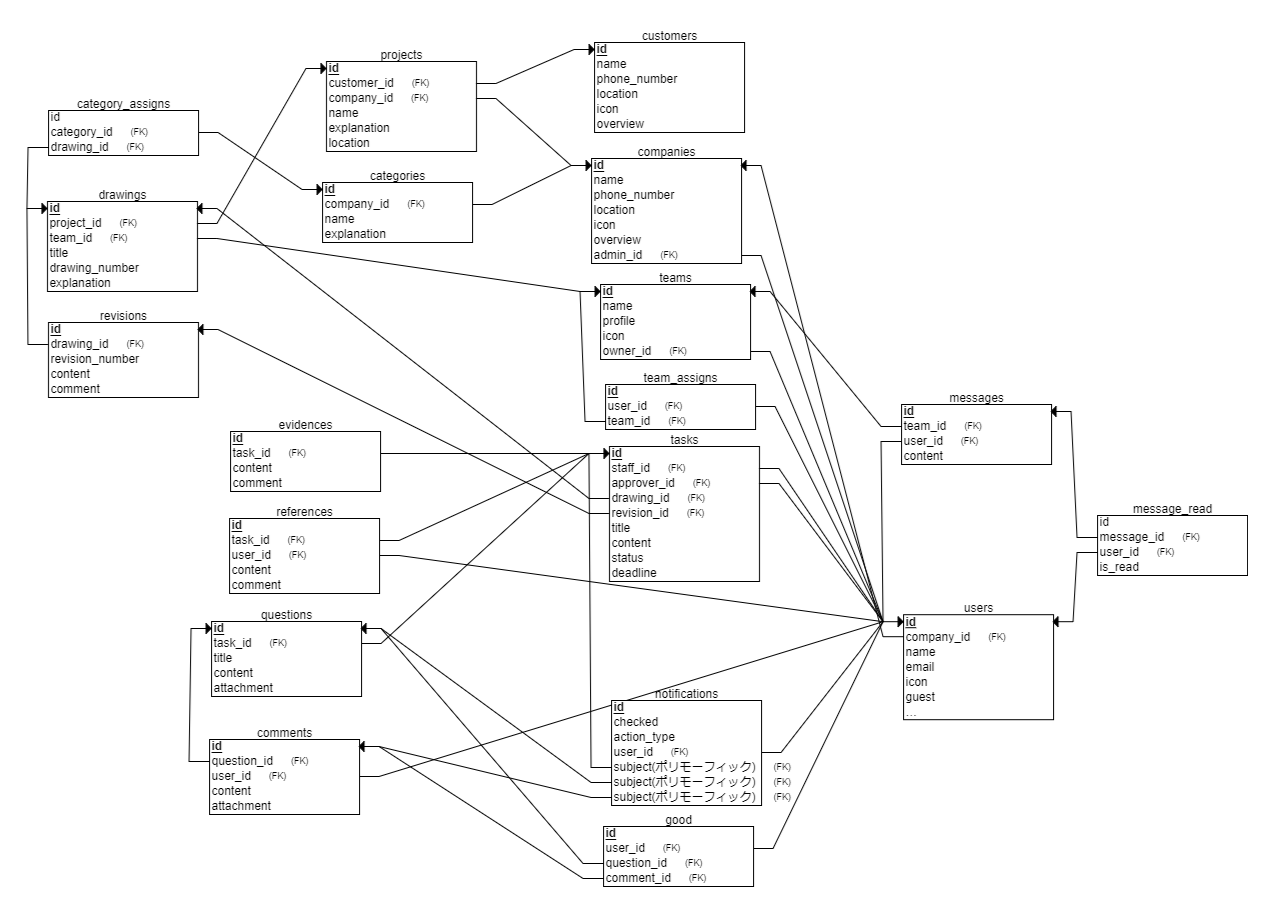 customers
id
name
phone_number
location
icon
overview
projects
id
customer_id (FK)
company_id (FK)
name
explanation
location
category_assigns
id
category_id (FK)
drawing_id (FK)
companies
id
name
phone_number
location
icon
overview
admin_id (FK)
categories
id
company_id (FK)
name
explanation
drawings
id
project_id (FK)
team_id (FK)
title
drawing_number
explanation
teams
id
name
profile
icon
owner_id (FK)
revisions
id
drawing_id (FK)
revision_number
content
comment
team_assigns
id
user_id (FK)
team_id (FK)
messages
id
team_id (FK)
user_id (FK)
content
evidences
id
task_id (FK)
content
comment
tasks
id
staff_id (FK)
approver_id (FK)
drawing_id (FK)
revision_id (FK)
title
content
status
deadline
references
id
task_id (FK)
user_id (FK)
content
comment
message_read
id
message_id (FK)
user_id (FK)
is_read
questions
id
task_id (FK)
title
content
attachment
users
id
company_id (FK)
name
email
icon
guest
...
notifications
id
checked
action_type
user_id (FK)
subject(ポリモーフィック) (FK)
subject(ポリモーフィック) (FK)
subject(ポリモーフィック) (FK)
comments
id
question_id (FK)
user_id (FK)
content
attachment
good
id
user_id (FK)
question_id (FK)
comment_id (FK)